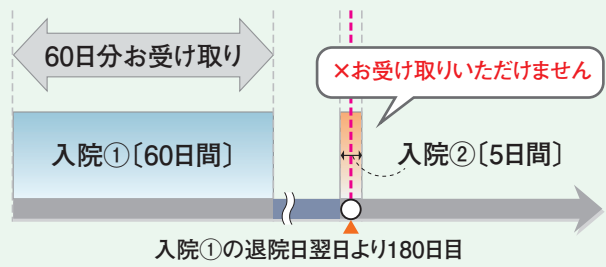 60日分お受け取り
×お受け取りいただけません
入院①〔60日間〕
入院②〔5日間〕
入院①の退院日翌日より180日目